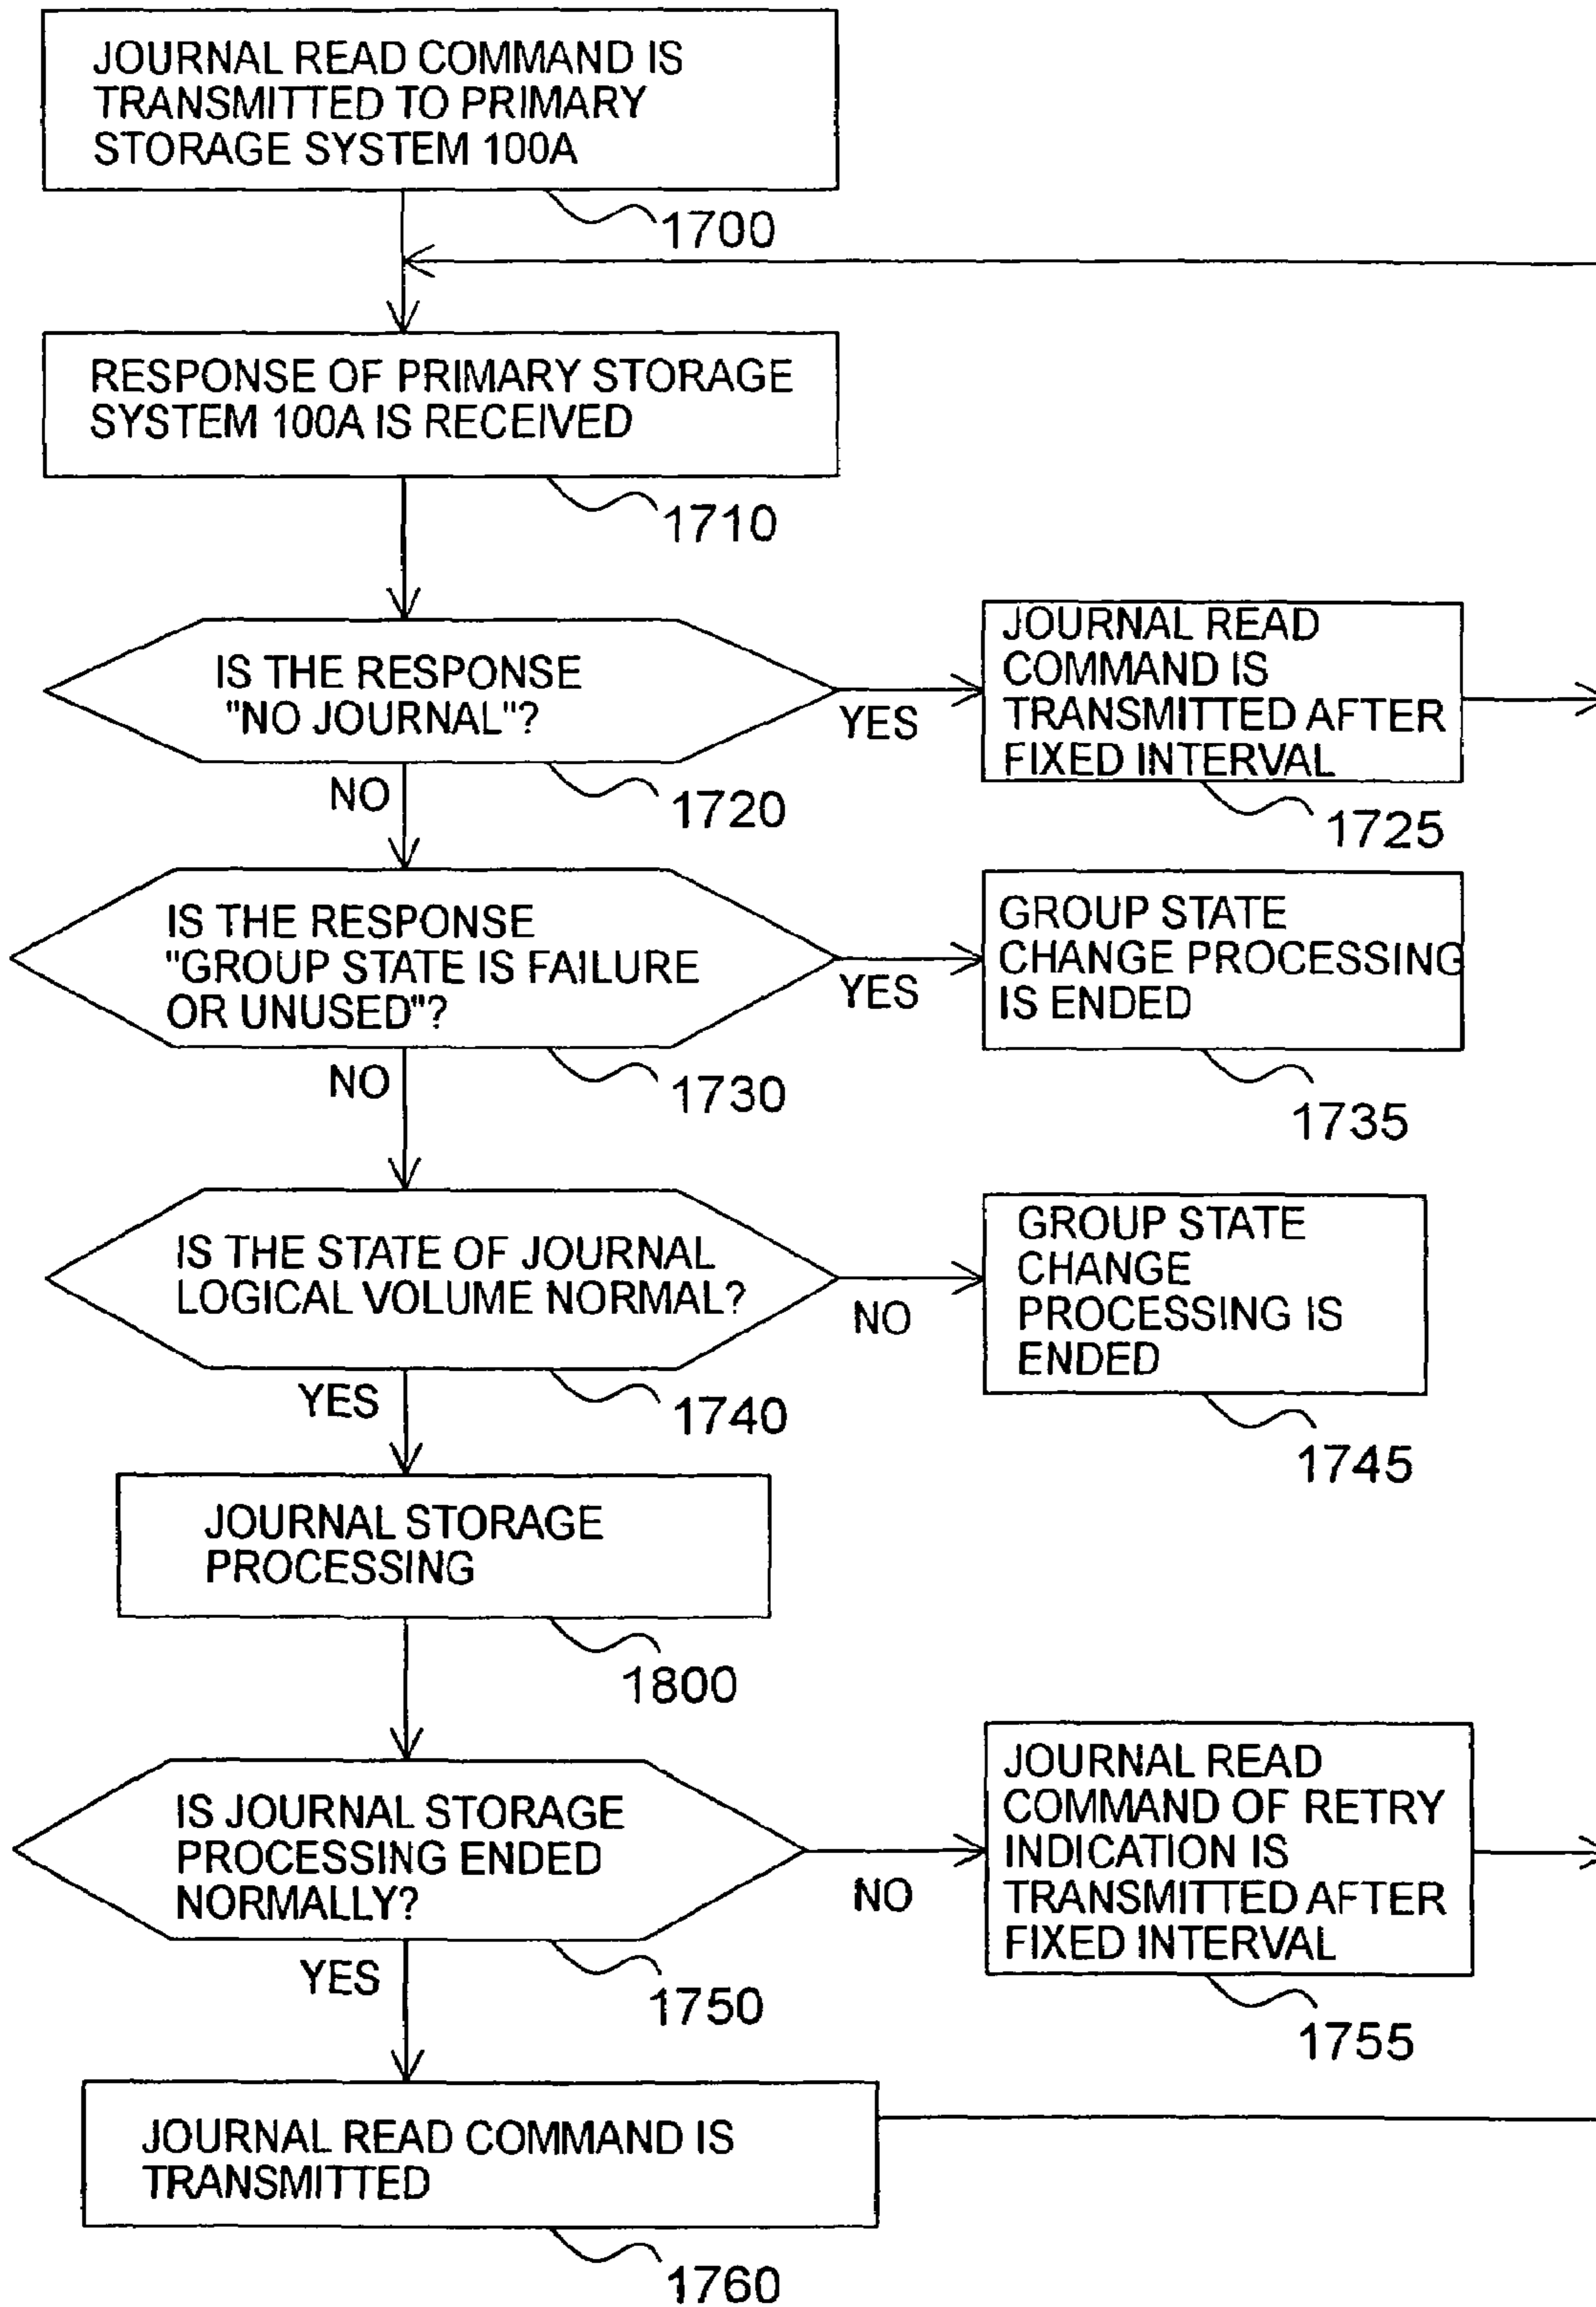 JOURNAL READ COMMAND IS
TRANSMITTED TO PRIMARY
STORAGE SYSTEM 100A
1700
RESPONSE OF PRIMARY STORAGE
SYSTEM 100A IS RECEIVED
1710
IS THE RESPONSE
"NO JOURNAL"?
YES
NO
1720
JOURNAL READ
COMMAND IS
TRANSMITTED AFTER
FIXED INTERVAL
1725
IS THE RESPONSE
"GROUP STATE IS FAILURE
OR UNUSED"?
YES
NO
1730
GROUP STATE
CHANGE PROCESSING
IS ENDED
1735
IS THE STATE OF JOURNAL
LOGICAL VOLUME NORMAL?
NO
YES
1740
GROUP STATE
CHANGE
PROCESSING IS
ENDED
1745
JOURNAL STORAGE
PROCESSING
1800
IS JOURNAL STORAGE
PROCESSING ENDED
NORMALLY?
NO
YES
1750
JOURNAL READ
COMMAND OF RETRY
INDICATION IS
TRANSMITTED AFTER
FIXED INTERVAL
1755
JOURNAL READ COMMAND IS
TRANSMITTED
1760